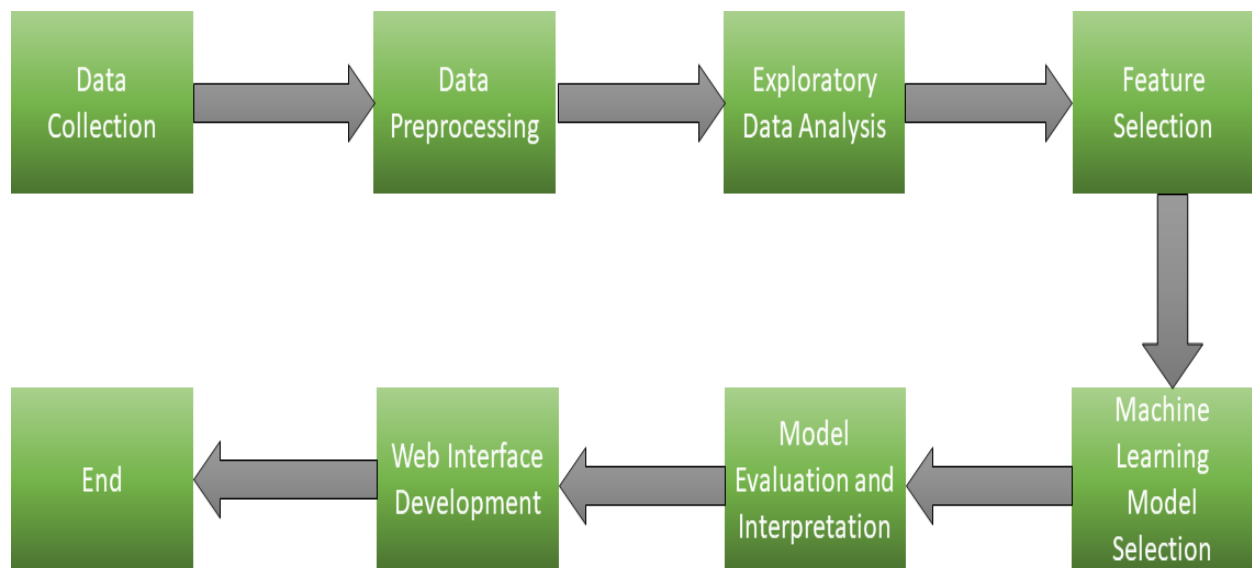 Data
Collection
Data
Preprocessing
Exploratory
Data Analysis
Feature
Selection
Machine
Learning
Model
Selection
Model
Evaluation and
Interpretation
Web Interface
Development
End